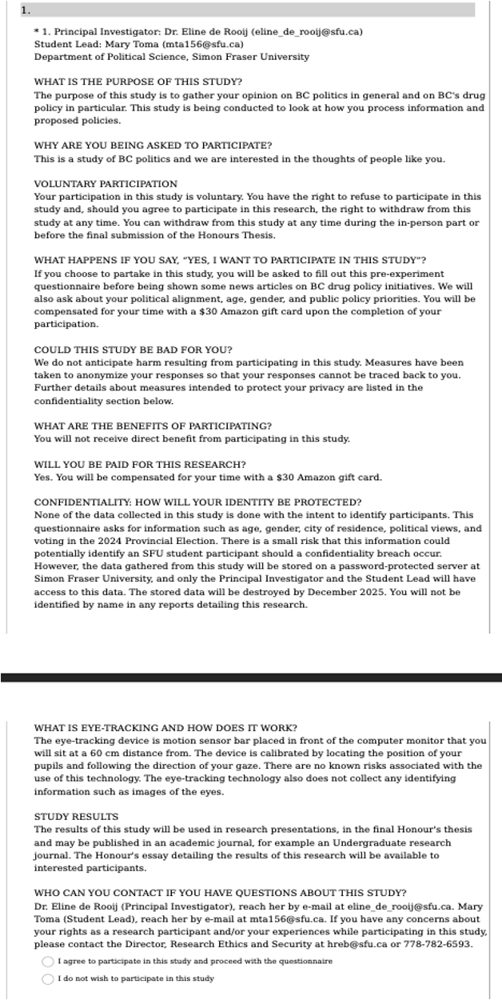 1.
* 1. Principal Investigator: Dr. Eline de Rooij (eline_de_rooij@sfu.ca)
Student Lead: Mary Toma (mta156@sfu.ca)
Department of Political Science, Simon Fraser University
WHAT IS THE PURPOSE OF THIS STUDY?
The purpose of this study is to gather your opinion on BC politics in general and on BC's drug
policy in particular. This study is being conducted to look at how you process information and
proposed policies.
WHY ARE YOU BEING ASKED TO PARTICIPATE?
This is a study of BC politics and we are interested in the thoughts of people like you.
VOLUNTARY PARTICIPATION
Your participation in this study is voluntary. You have the right to refuse to participate in this
study and, should you agree to participate in this research, the right to withdraw from this
study at any time. You can withdraw from this study at any time during the in-person part or
before the final submission of the Honours Thesis.
WHAT HAPPENS IF YOU SAY, “YES, I WANT TO PARTICIPATE IN THIS STUDY”?
If you choose to partake in this study, you will be asked to fill out this pre-experiment
questionnaire before being shown some news articles on BC drug policy initiatives. We will
also ask about your political alignment, age, gender, and public policy priorities. You will be
compensated for your time with a $30 Amazon gift card upon the completion of your
participation.
COULD THIS STUDY BE BAD FOR YOU?
We do not anticipate harm resulting from participating in this study. Measures have been
taken to anonymize your responses so that your responses cannot be traced back to you.
Further details about measures intended to protect your privacy are listed in the
confidentiality section below.
WHAT ARE THE BENEFITS OF PARTICIPATING?
You will not receive direct benefit from participating in this study.
WILL YOU BE PAID FOR THIS RESEARCH?
Yes. You will be compensated for your time with a $30 Amazon gift card.
CONFIDENTIALITY: HOW WILL YOUR IDENTITY BE PROTECTED?
None of the data collected in this study is done with the intent to identify participants. This
questionnaire asks for information such as age, gender, city of residence, political views, and
voting in the 2024 Provincial Election. There is a small risk that this information could
potentially identify an SFU student participant should a confidentiality breach occur.
However, the data gathered from this study will be stored on a password-protected server at
Simon Fraser University, and only the Principal Investigator and the Student Lead will have
access to this data. The stored data will be destroyed by December 2025. You will not be
identified by name in any reports detailing this research.
WHAT IS EYE-TRACKING AND HOW DOES IT WORK?
The eye-tracking device is motion sensor bar placed in front of the computer monitor that you
will sit at a 60 cm distance from. The device is calibrated by locating the position of your
pupils and following the direction of your gaze. There are no known risks associated with the
use of this technology. The eye-tracking technology also does not collect any identifying
information such as images of the eyes.
STUDY RESULTS
The results of this study will be used in research presentations, in the final Honour's thesis
and may be published in an academic journal, for example an Undergraduate research
journal. The Honour's essay detailing the results of this research will be available to
interested participants.
WHO CAN YOU CONTACT IF YOU HAVE QUESTIONS ABOUT THIS STUDY?
Dr. Eline de Rooij (Principal Investigator), reach her by e-mail at eline_de_rooij@sfu.ca. Mary
Toma (Student Lead), reach her by e-mail at mta156@sfu.ca. If you have any concerns about
your rights as a research participant and/or your experiences while participating in this study,
please contact the Director, Research Ethics and Security at hreb@sfu.ca or 778-782-6593.
I agree to participate in this study and proceed with the questionnaire
I do not wish to participate in this study